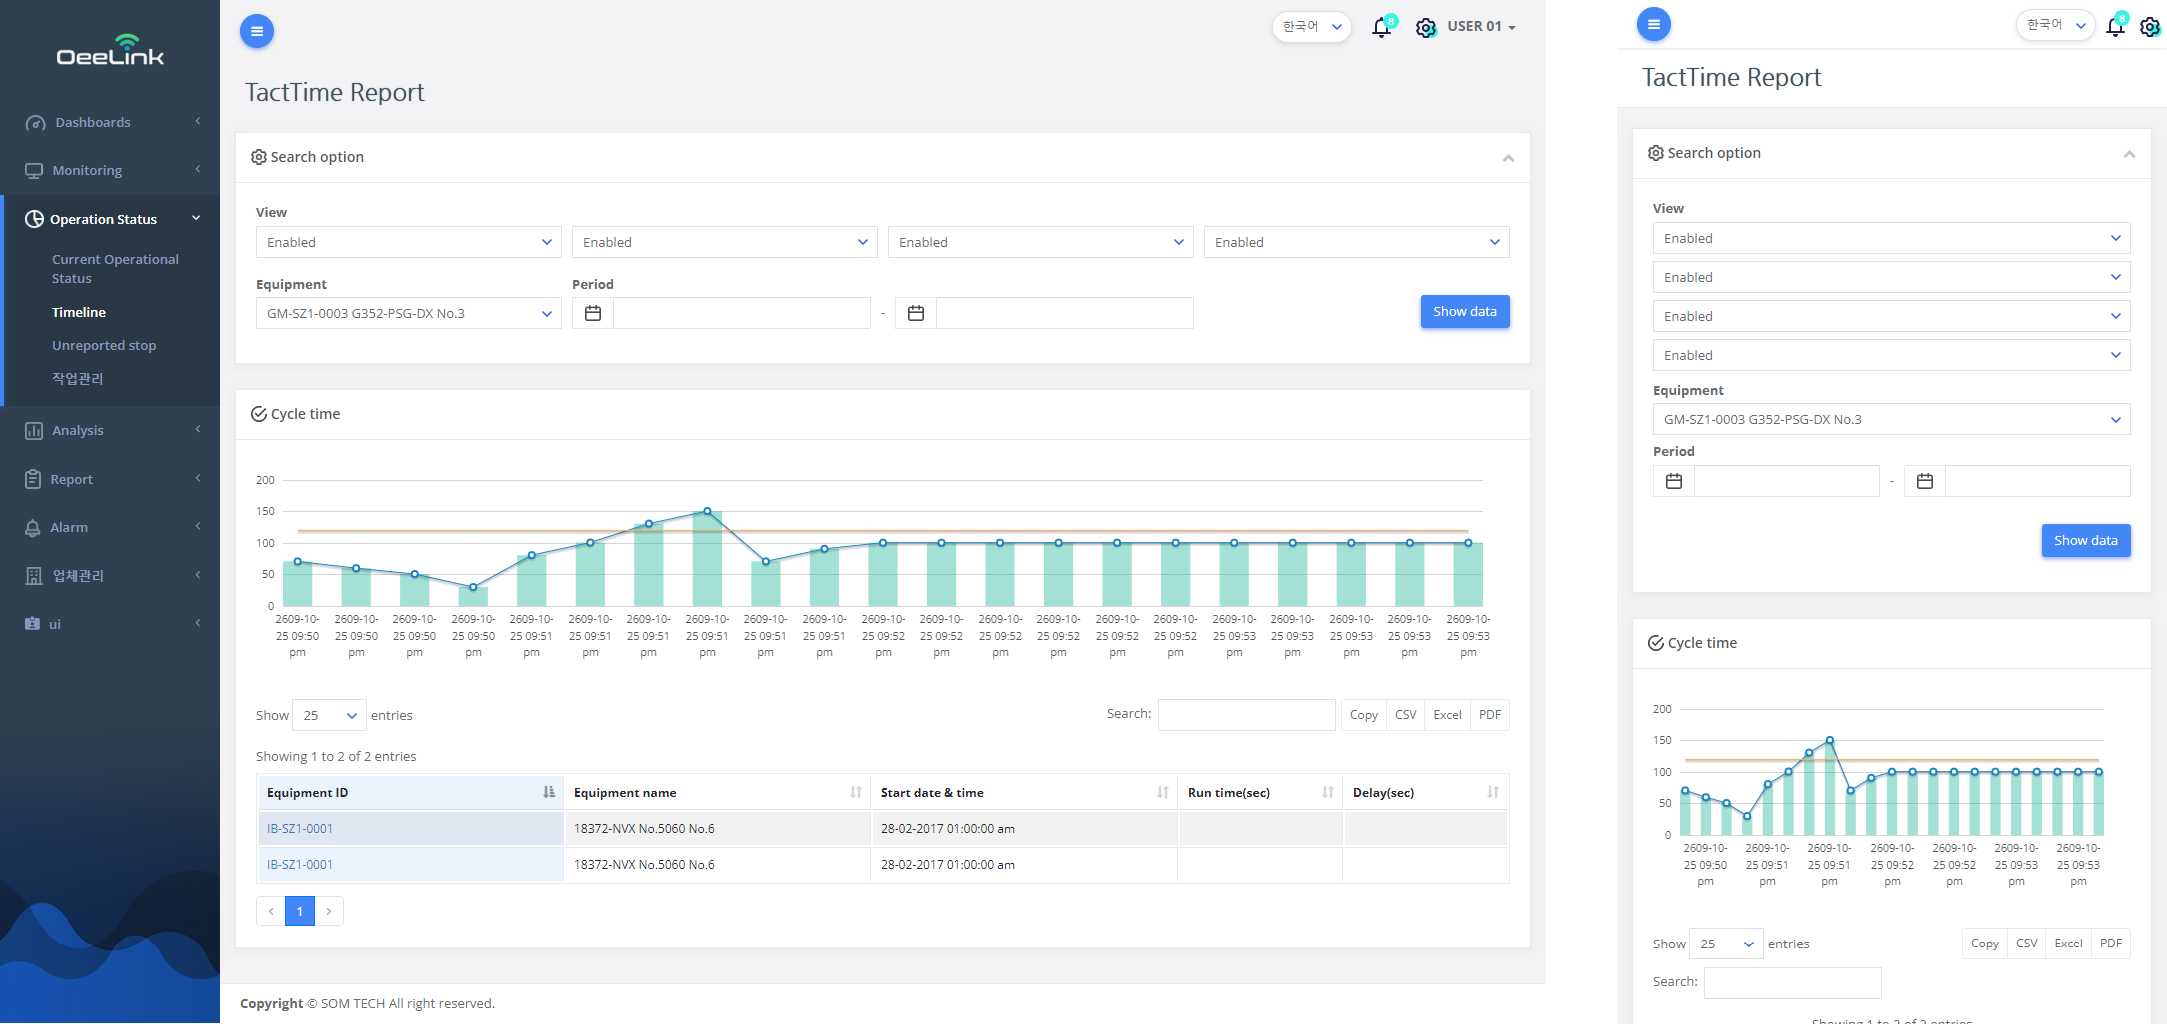 OeeLink
Dashboards
Monitoring
Operation Status
Current Operational
Status
Timeline
Unreported stop
작업관리
Analysis
Report
Alarm
업체관리
ui
한국어
8
USER 01
TactTime Report
Search option
View
Enabled Enabled Enabled Enabled
Equipment Period
GM-SZ1-0003 G352-PSG-DX No.3 - Show data
Cycle time
200
150
100
50
0
2609-10- 2609-10- 2609-10- 2609-10- 2609-10- 2609-10- 2609-10- 2609-10- 2609-10- 2609-10- 2609-10- 2609-10- 2609-10- 2609-10- 2609-10- 2609-10- 2609-10- 2609-10- 2609-10- 2609-10- 2609-10-
25 09:50 25 09:50 25 09:50 25 09:50 25 09:51 25 09:51 25 09:51 25 09:51 25 09:51 25 09:51 25 09:52 25 09:52 25 09:52 25 09:52 25 09:52 25 09:52 25 09:53 25 09:53 25 09:53 25 09:53 25 09:53
pm pm pm pm pm pm pm pm pm pm pm pm pm pm pm pm pm pm pm pm pm
Show 25 entries Search: Copy CSV Excel PDF
Showing 1 to 2 of 2 entries
Equipment ID Equipment name Start date & time Run time(sec) Delay(sec)
IB-SZ1-0001 18372-NVX No.5060 No.6 28-02-2017 01:00:00 am
IB-SZ1-0001 18372-NVX No.5060 No.6 28-02-2017 01:00:00 am
1
Copyright © SOM TECH All right reserved.
한국어
8
TactTime Report
Search option
View
Enabled
Enabled
Enabled
Enabled
Equipment
GM-SZ1-0003 G352-PSG-DX No.3
Period
-
Show data
Cycle time
200
150
100
50
0
2609-10- 2609-10- 2609-10- 2609-10- 2609-10- 2609-10- 2609-10-
25 09:50 25 09:51 25 09:51 25 09:52 25 09:52 25 09:53 25 09:53
pm pm pm pm pm pm pm
Show 25 entries Copy CSV Excel PDF
Search:
Showing 1 to 2 of 2 entries